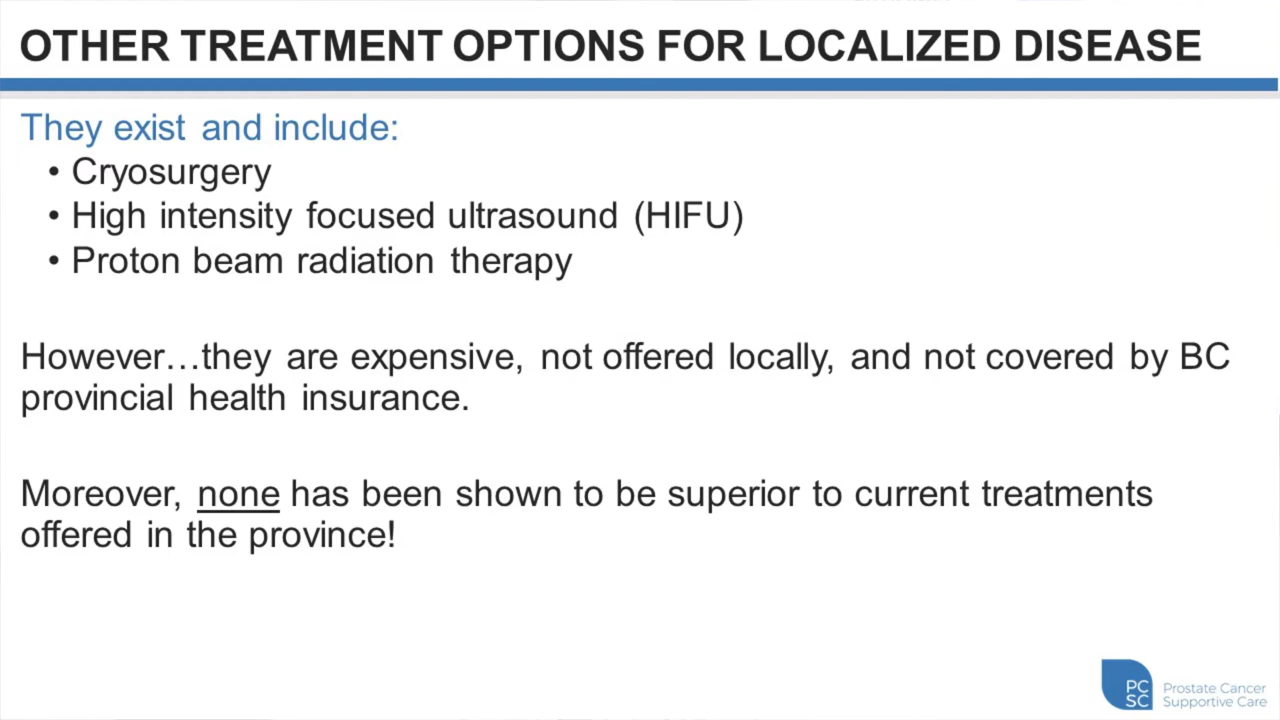 OTHER TREATMENT OPTIONS FOR LOCALIZED DISEASE
They exist and include:
• Cryosurgery
• High intensity focused ultrasound (HIFU)
• Proton beam radiation therapy
However…they are expensive, not offered locally, and not covered by BC
provincial health insurance.
Moreover, none has been shown to be superior to current treatments
offered in the province!
PC
SC
Prostate Cancer
Supportive Care